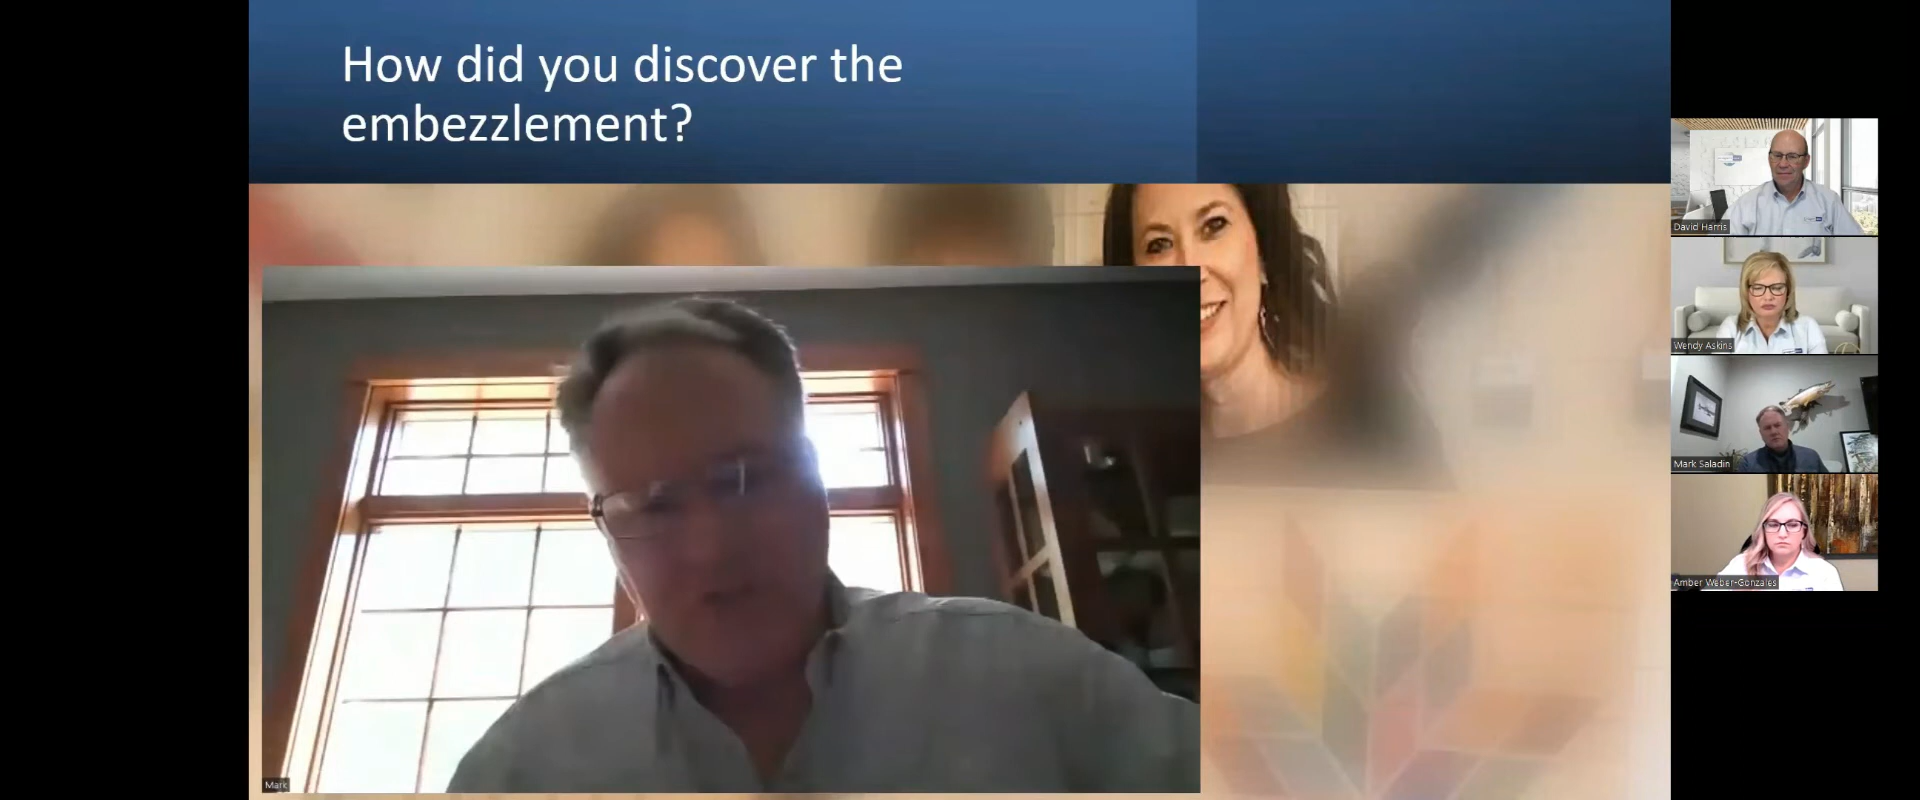 How did you discover the
embezzlement?
David Harris
Wendy Askins
Mark Saladin
Amber Weber-Gonzales
Mark